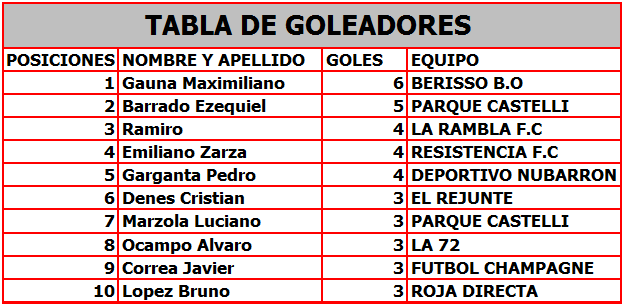 TABLA DE GOLEADORES
POSICIONES NOMBRE Y APELLIDO GOLES EQUIPO
1 Gauna Maximiliano 6 BERISSO B.O
2 Barrado Ezequiel 5 PARQUE CASTELLI
3 Ramiro 4 LA RAMBLA F.C
4 Emiliano Zarza 4 RESISTENCIA F.C
5 Garganta Pedro 4 DEPORTIVO NUBARRON
6 Denes Cristian 3 EL REJUNTE
7 Marzola Luciano 3 PARQUE CASTELLI
8 Ocampo Alvaro 3 LA 72
9 Correa Javier 3 FUTBOL CHAMPAGNE
10 Lopez Bruno 3 ROJA DIRECTA